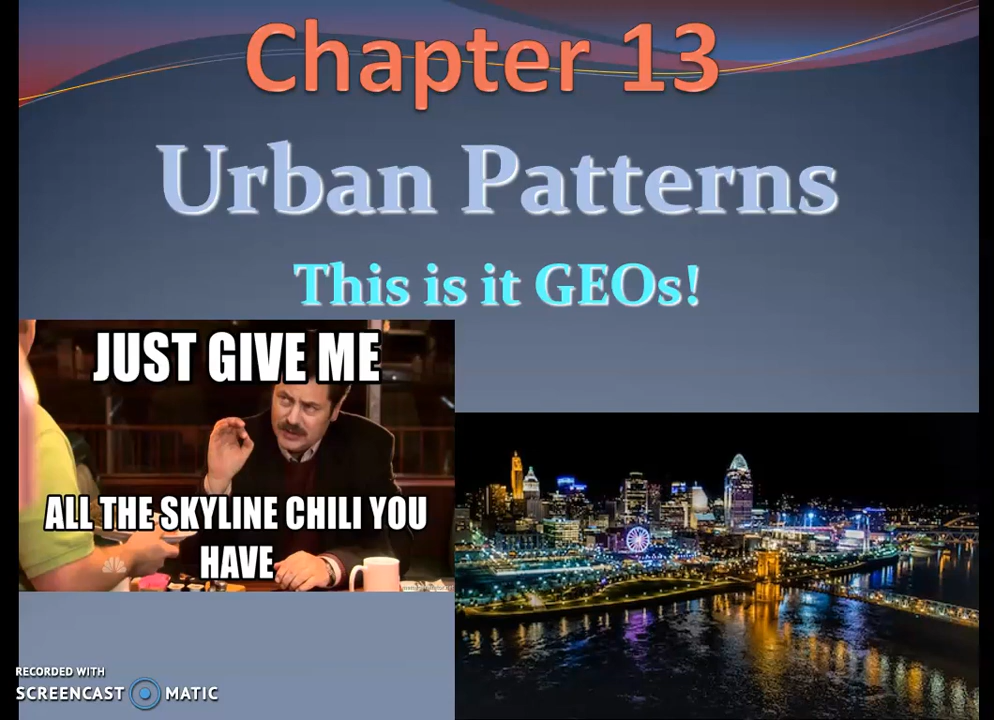 Chapter 13
Urban Patterns
This is it GEOs!
JUST GIVE ME
ALL THE SKYLINE CHILI YOU
HAVE
RECORDED WITH
SCREENCAST MATIC